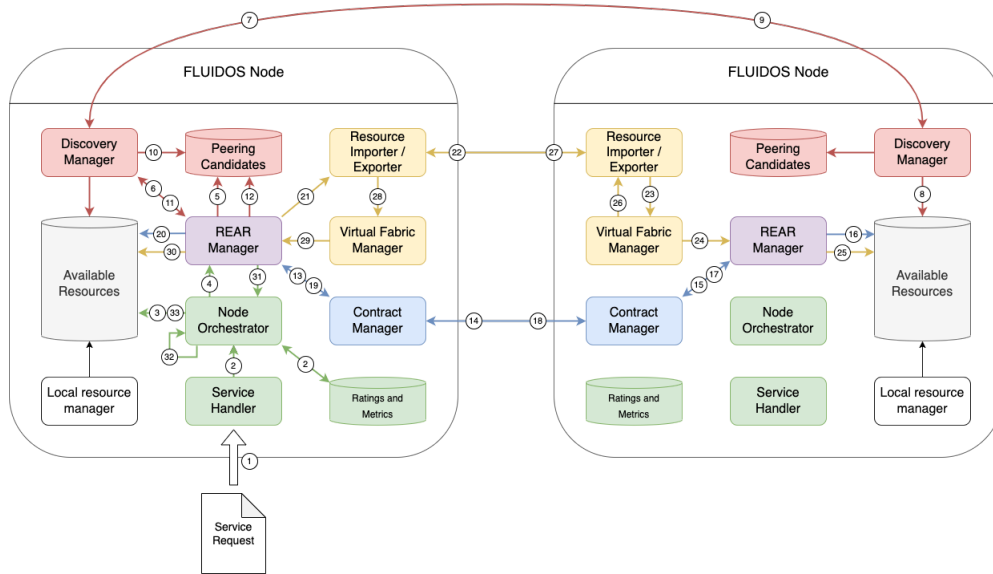 7
9
FLUIDOS Node
FLUIDOS Node
Discovery
Manager
10
Peering
Candidates
Resource
Importer /
Exporter
22
27
Resource
Importer /
Exporter
Peering
Candidates
Discovery
Manager
6
11
5
12
21
28
26
23
8
20
30
REAR
Manager
29
Virtual Fabric
Manager
Virtual Fabric
Manager
24
REAR
Manager
16
25
Available
Resources
4
31
13
19
15
17
Available
Resources
3
33
Node
Orchestrator
Contract
Manager
14
18
Contract
Manager
Node
Orchestrator
32
2
2
Local resource
manager
Service
Handler
Ratings and
Metrics
Ratings and
Metrics
Service
Handler
Local resource
manager
1
Service
Request